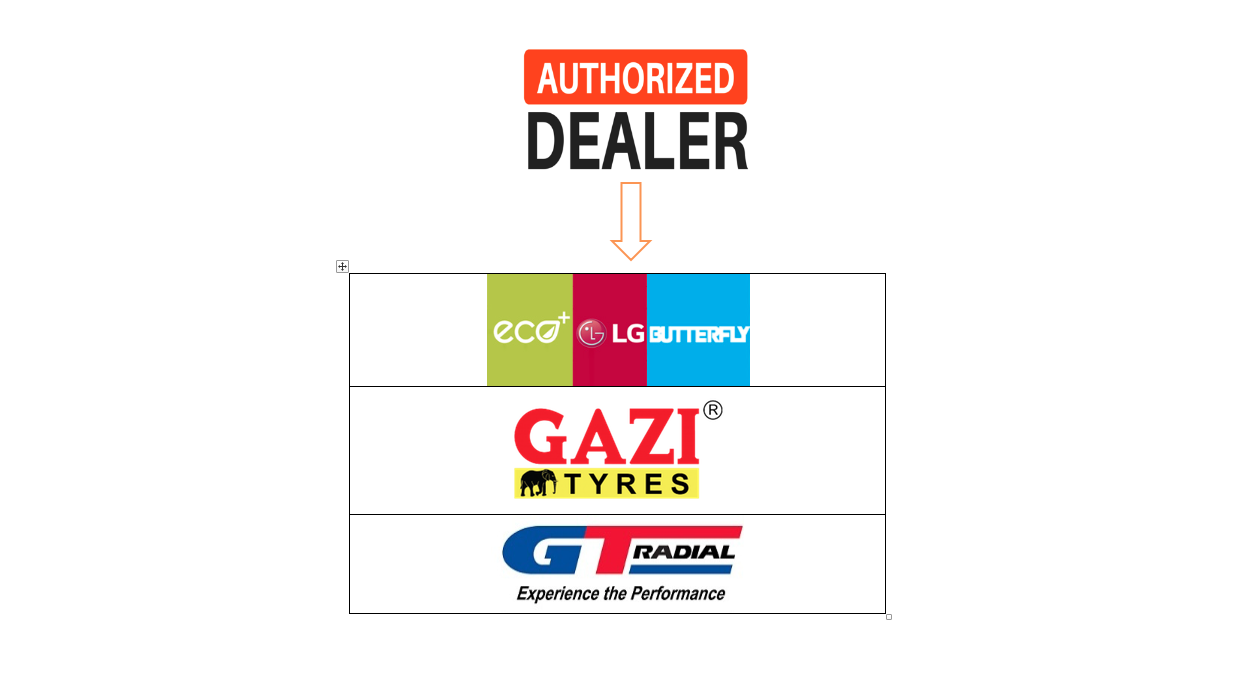 AUTHORIZED
DEALER
eco+ LG BUTTERFLY
GAZI ®
TYRES
GT RADIAL
Experience the Performance